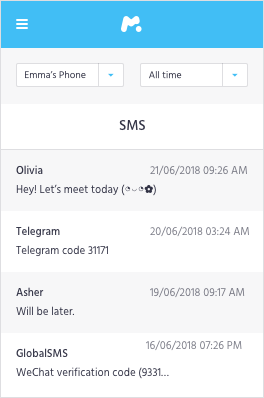 Emma's Phone All time
SMS
Olivia 21/06/2018 09:26 AM
Hey! Let's meet today (◔◡◔✿)
Telegram 20/06/2018 03:24 AM
Telegram code 31171
Asher 19/06/2018 09:17 AM
Will be later.
GlobalSMS 16/06/2018 07:26 PM
WeChat verification code (9331...